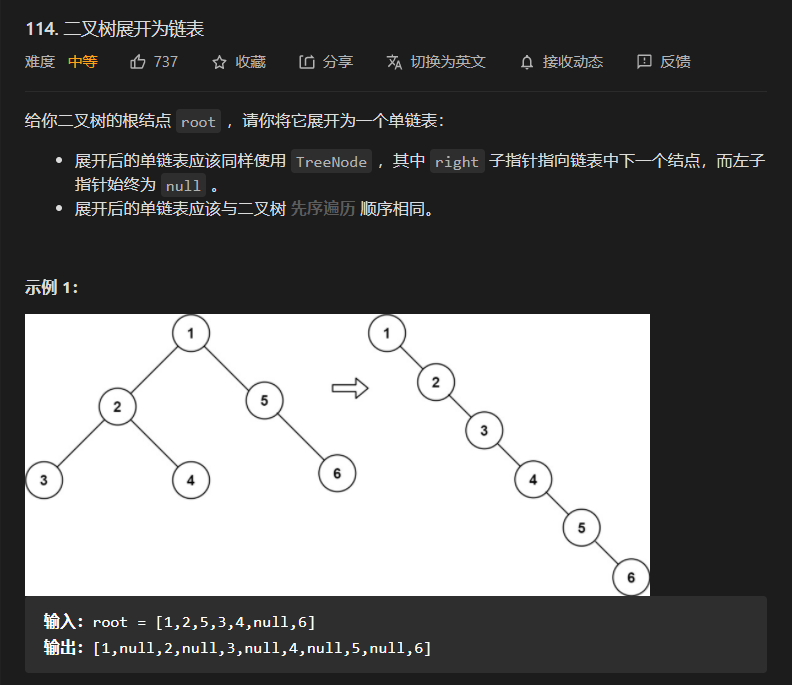 114. 二叉树展开为链表
难度 中等 737 收藏 分享 切换为英文 接收动态 反馈
给你二叉树的根结点 root ，请你将它展开为一个单链表：
展开后的单链表应该同样使用 TreeNode ，其中 right 子指针指向链表中下一个结点，而左子
指针始终为 null 。
展开后的单链表应该与二叉树 先序遍历 顺序相同。
示例 1：
1 1
2 5 2
3 4 6 3
4
5
6
输入：root = [1,2,5,3,4,null,6]
输出：[1,null,2,null,3,null,4,null,5,null,6]